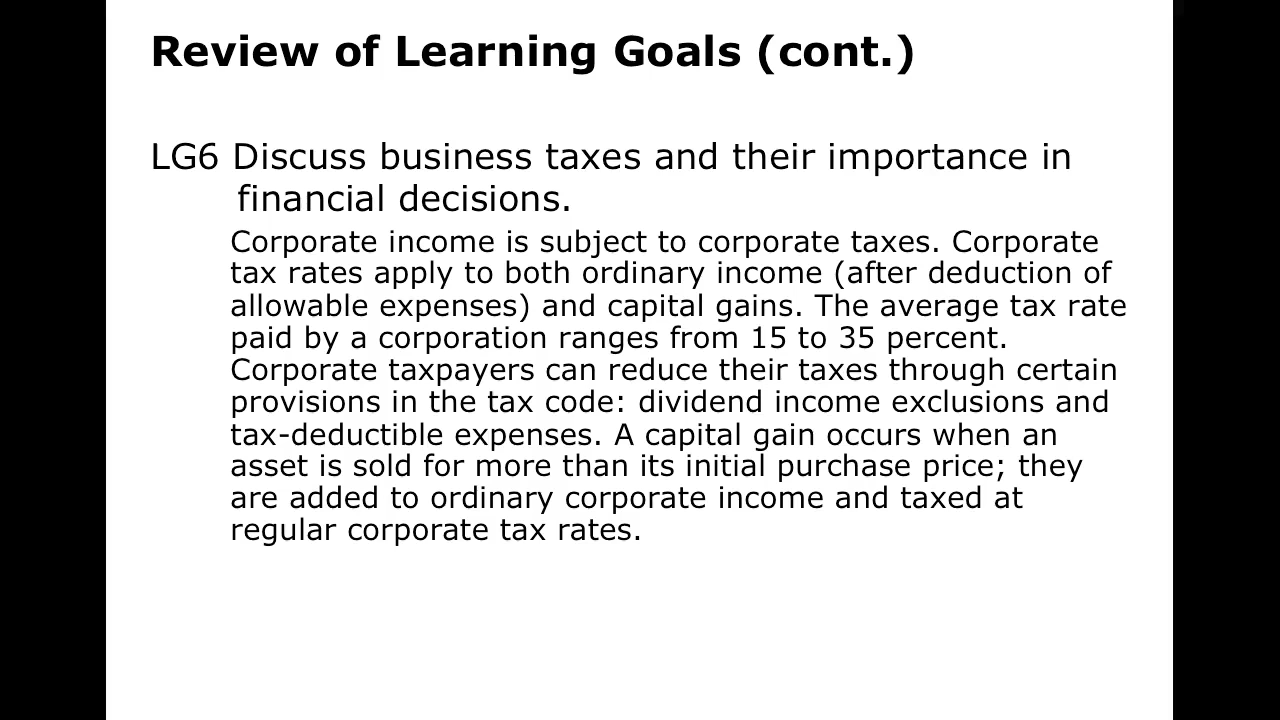 Review of Learning Goals (cont.)
LG6 Discuss business taxes and their importance in
financial decisions.
Corporate income is subject to corporate taxes. Corporate
tax rates apply to both ordinary income (after deduction of
allowable expenses) and capital gains. The average tax rate
paid by a corporation ranges from 15 to 35 percent.
Corporate taxpayers can reduce their taxes through certain
provisions in the tax code: dividend income exclusions and
tax-deductible expenses. A capital gain occurs when an
asset is sold for more than its initial purchase price; they
are added to ordinary corporate income and taxed at
regular corporate tax rates.